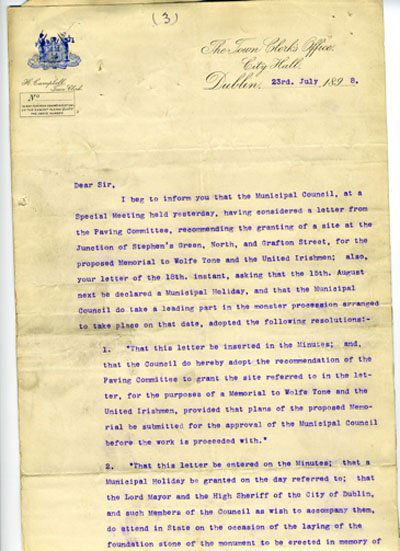 (3)
The Town Clerk's Office,
City Hall,
Dublin, 23rd. July 1898.
H. Campbell,
Town Clerk.
No
Dear Sir,
I beg to inform you that the Municipal Council, at a
Special Meeting held yesterday, having considered a letter from
the Paving Committee, recommending the granting of a site at the
Junction of Stephen's Green, North, and Grafton Street, for the
proposed Memorial to Wolfe Tone and the United Irishmen; also,
your letter of the 18th. instant, asking that the 15th. August
next be declared a Municipal Holiday, and that the Municipal
Council do take a leading part in the monster procession arranged
to take place on that date, adopted the following resolutions:-
1. "That this letter be inserted in the Minutes; and,
that the Council do hereby adopt the recommendation of the
Paving Committee to grant the site referred to in the let-
ter, for the purposes of a Memorial to Wolfe Tone and the
United Irishmen, provided that plans of the proposed Memo-
rial be submitted for the approval of the Municipal Council
before the work is proceeded with."
2. "That this letter be entered on the Minutes; that a
Municipal Holiday be granted on the day referred to; that
the Lord Mayor and the High Sheriff of the City of Dublin,
and such Members of the Council as wish to accompany them,
do attend in State on the occasion of the laying of the
foundation stone of the monument to be erected in memory of